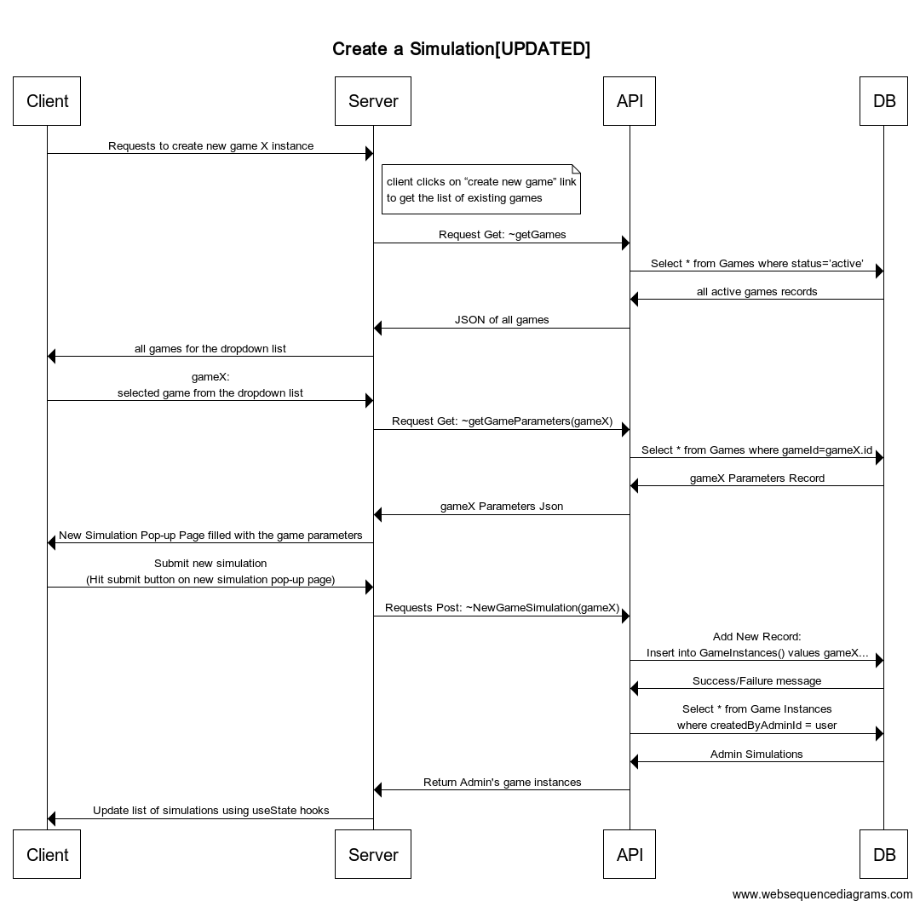 Create a Simulation[UPDATED]
Client
Server
API
DB
Requests to create new game X instance
client clicks on "create new game" link
to get the list of existing games
Request Get: ~getGames
Select * from Games where status='active'
all active games records
JSON of all games
all games for the dropdown list
gameX:
selected game from the dropdown list
Request Get: ~getGameParameters(gameX)
Select * from Games where gameId=gameX.id
gameX Parameters Record
gameX Parameters Json
New Simulation Pop-up Page filled with the game parameters
Submit new simulation
(Hit submit button on new simulation pop-up page)
Requests Post: ~NewGameSimulation(gameX)
Add New Record:
Insert into GameInstances() values gameX...
Success/Failure message
Select * from Game Instances
where createdByAdminId = user
Admin Simulations
Return Admin's game instances
Update list of simulations using useState hooks
Client
Server
API
DB
www.websequencediagrams.com